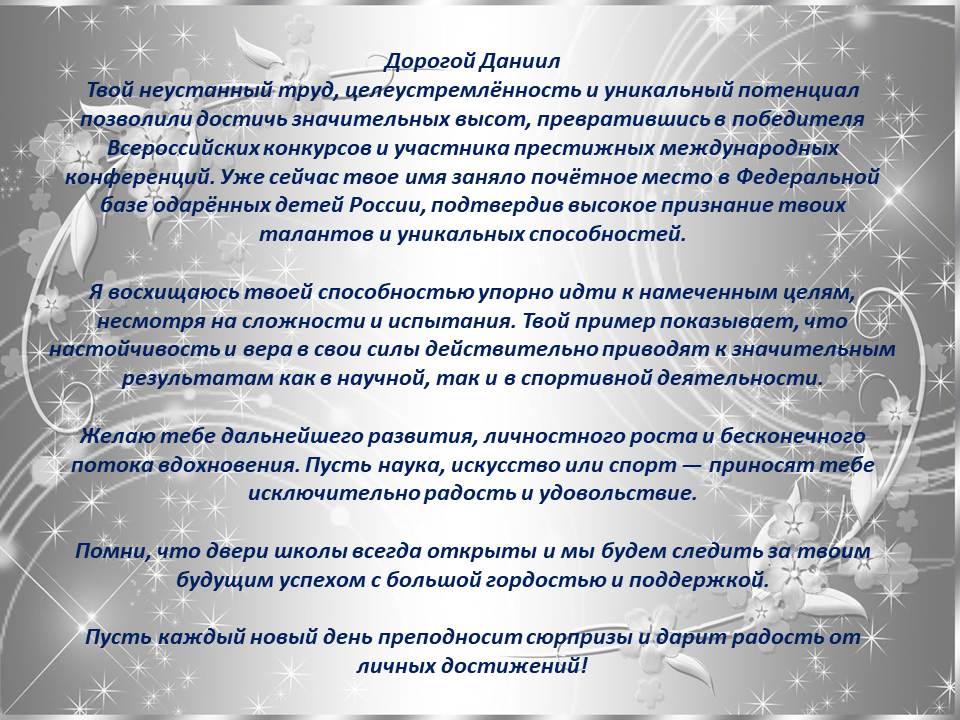 Дорогой Даниил
Твой неустанный труд, целеустремлённость и уникальный потенциал
позволили достичь значительных высот, превратившись в победителя
Всероссийских конкурсов и участника престижных международных
конференций. Уже сейчас твое имя заняло почётное место в Федеральной
базе одарённых детей России, подтвердив высокое признание твоих
талантов и уникальных способностей.
Я восхищаюсь твоей способностью упорно идти к намеченным целям,
несмотря на сложности и испытания. Твой пример показывает, что
настойчивость и вера в свои силы действительно приводят к значительным
результатам как в научной, так и в спортивной деятельности.
Желаю тебе дальнейшего развития, личностного роста и бесконечного
потока вдохновения. Пусть наука, искусство или спорт — приносят тебе
исключительно радость и удовольствие.
Помни, что двери школы всегда открыты и мы будем следить за твоим
будущим успехом с большой гордостью и поддержкой.
Пусть каждый новый день преподносит сюрпризы и дарит радость от
личных достижений!